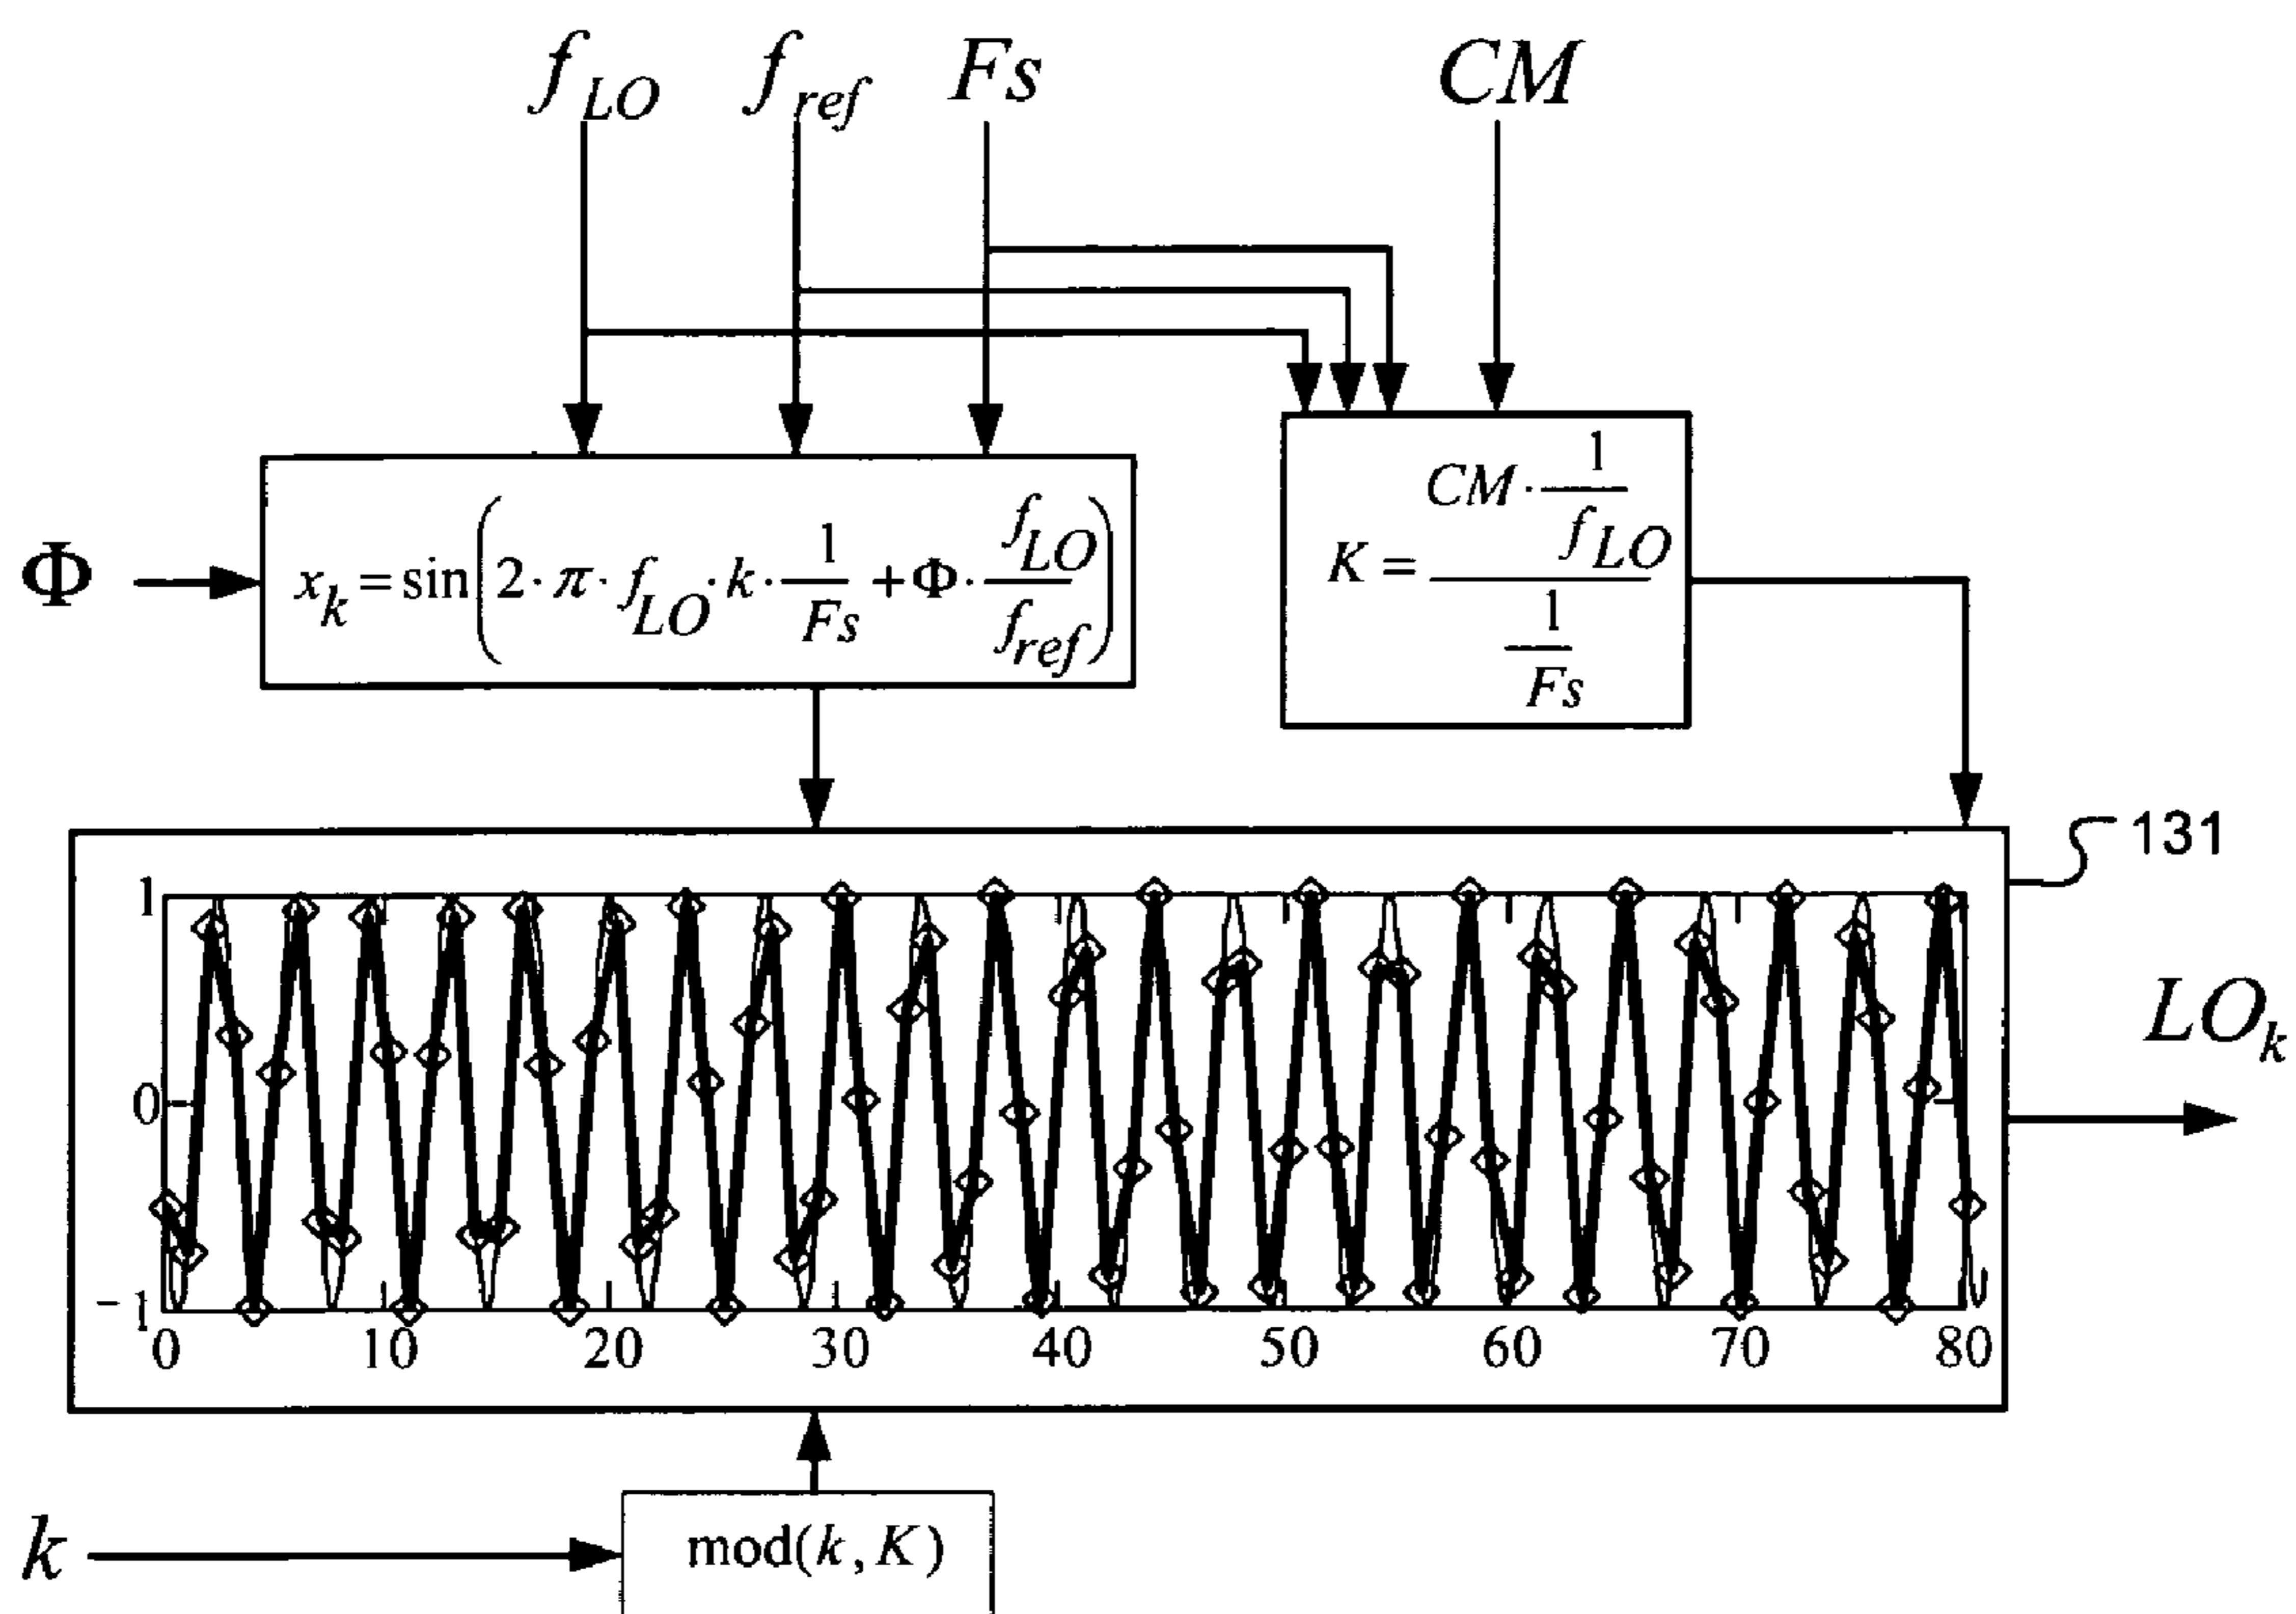 f_LO f_ref Fs CM
Φ
x_k = sin(2·π·f_LO·k·1/Fs + Φ·f_LO/f_ref)
K = (CM·1/f_LO)/(1/Fs)
131
1
0
-1
0 10 20 30 40 50 60 70 80
LO_k
k
mod(k,K)